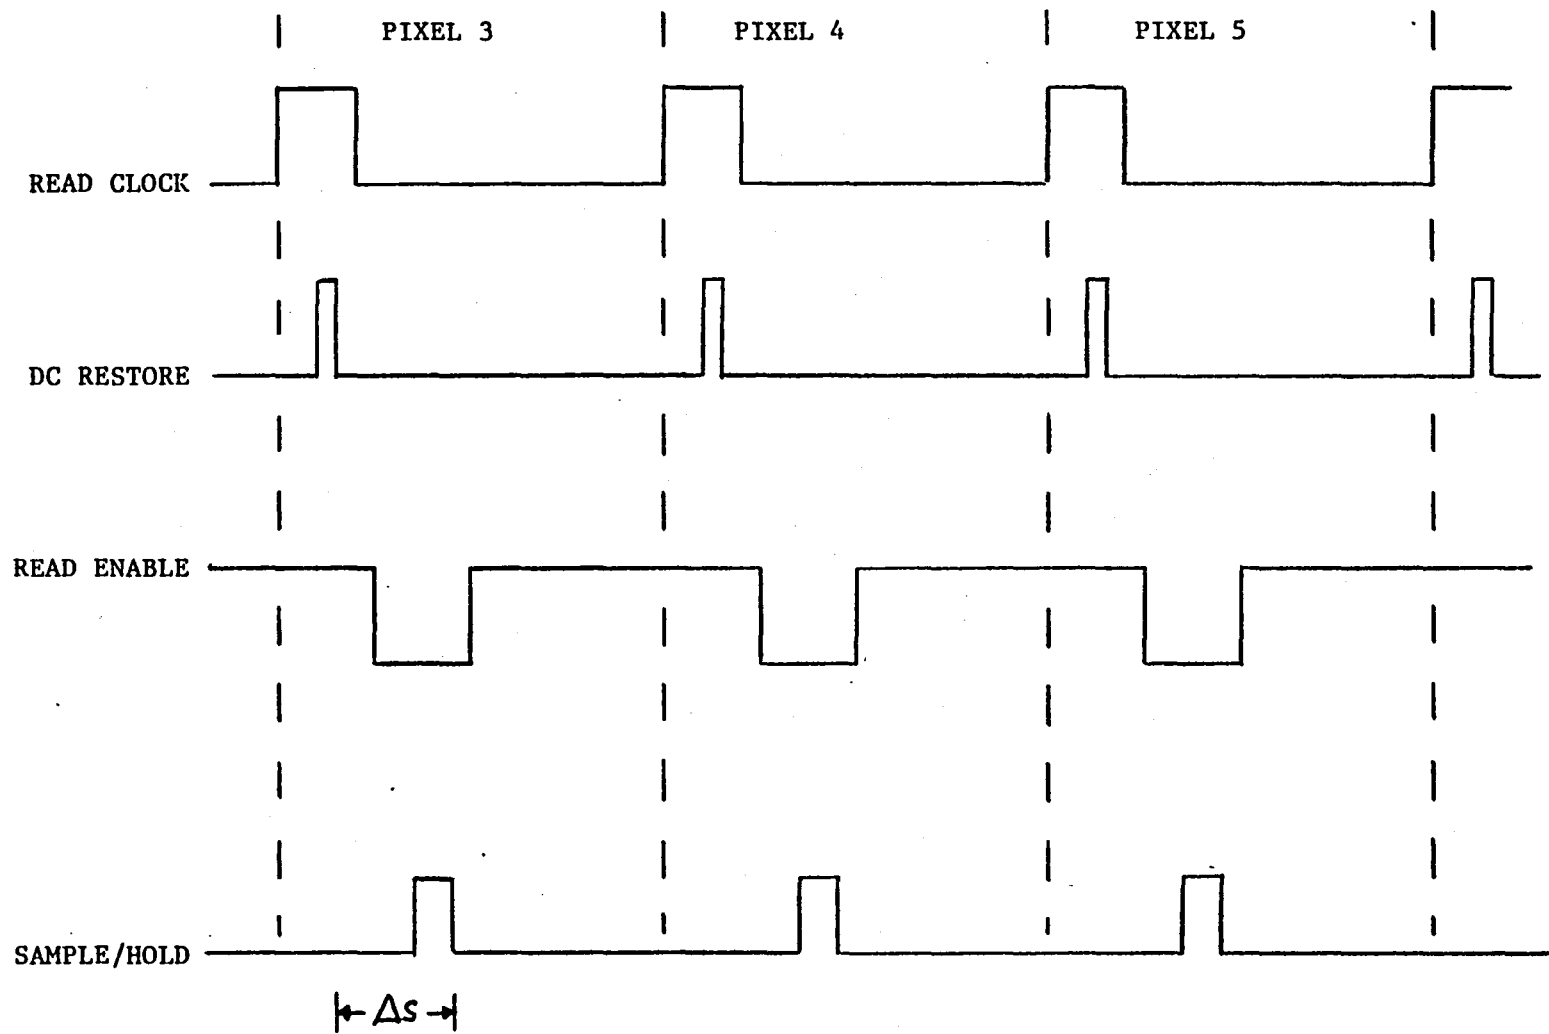 PIXEL 3
PIXEL 4
PIXEL 5
READ CLOCK
DC RESTORE
READ ENABLE
SAMPLE/HOLD
Δs